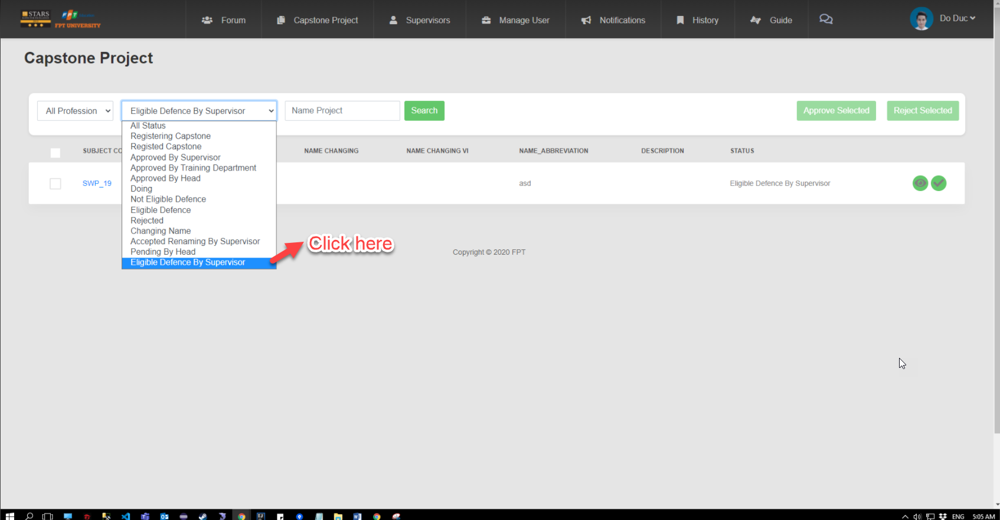 STARS
FPT
FPT UNIVERSITY
Forum
Capstone Project
Supervisors
Manage User
Notifications
History
Guide
Do Duc
Capstone Project
All Profession
Eligible Defence By Supervisor
Name Project
Search
Approve Selected
Reject Selected
All Status
Registering Capstone
Registed Capstone
Approved By Supervisor
Approved By Training Department
Approved By Head
Doing
Not Eligible Defence
Eligible Defence
Rejected
Changing Name
Accepted Renaming By Supervisor
Pending By Head
Eligible Defence By Supervisor
SUBJECT CO
NAME CHANGING
NAME CHANGING VI
NAME_ABBREVIATION
DESCRIPTION
STATUS
SWP_19
asd
Eligible Defence By Supervisor
Click here
Copyright © 2020 FPT
ENG
5:05 AM